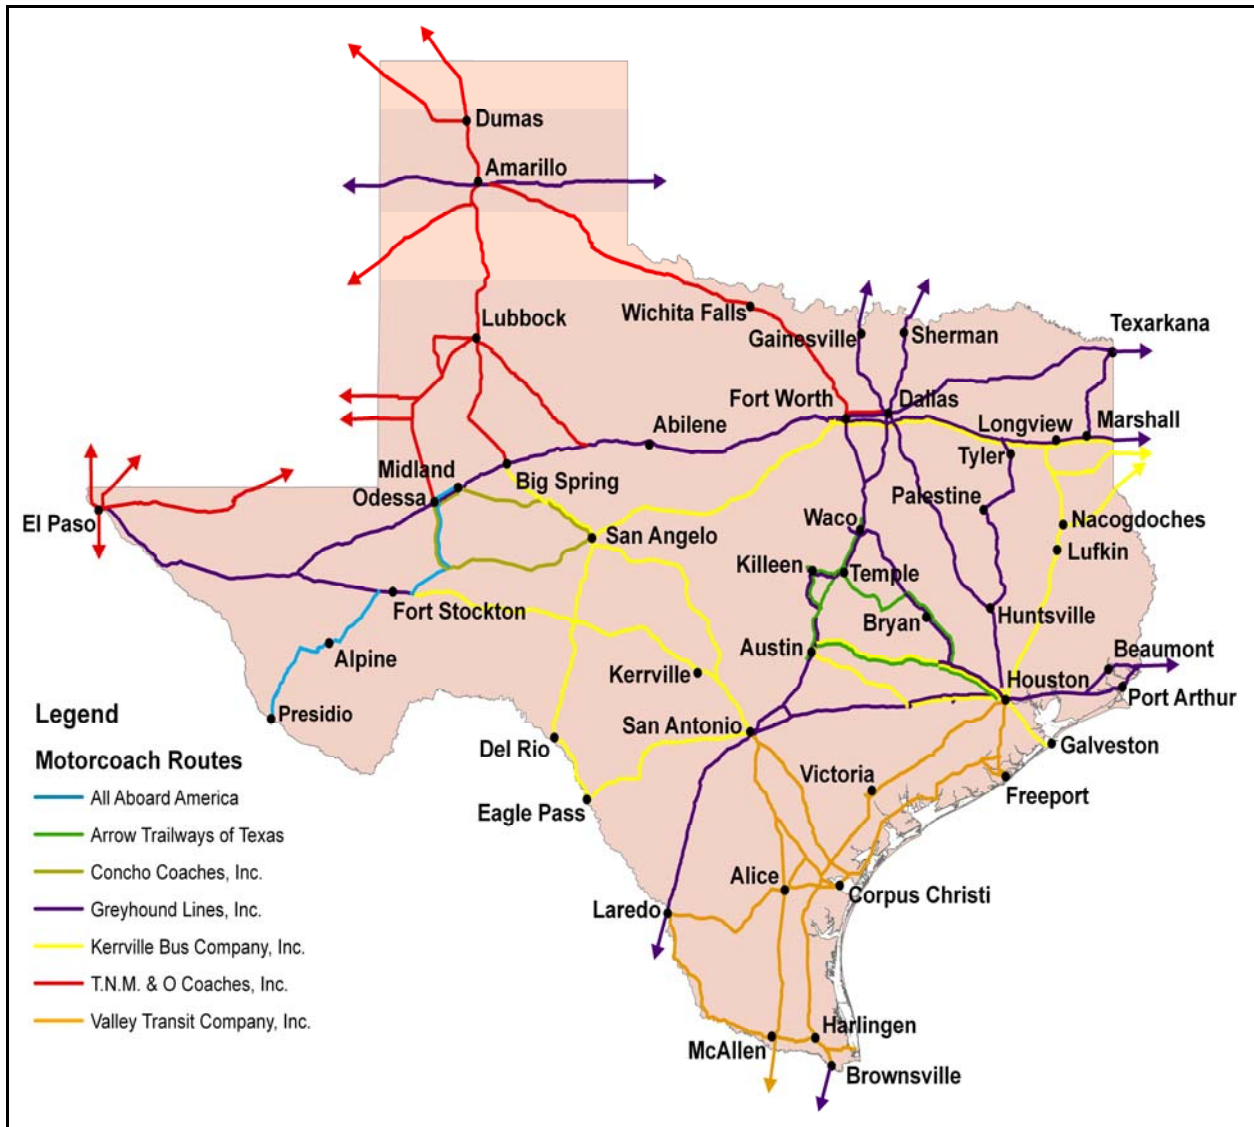 Dumas
Amarillo
Lubbock
Wichita Falls
Gainesville
Sherman
Texarkana
Fort Worth
Dallas
Abilene
Longview
Marshall
Tyler
Midland
Odessa
Big Spring
El Paso
Palestine
Waco
San Angelo
Nacogdoches
Lufkin
Killeen
Temple
Fort Stockton
Bryan
Huntsville
Alpine
Austin
Beaumont
Kerrville
Houston
Port Arthur
Presidio
San Antonio
Del Rio
Galveston
Victoria
Freeport
Eagle Pass
Alice
Corpus Christi
Laredo
Harlingen
McAllen
Brownsville
Legend
Motorcoach Routes
All Aboard America
Arrow Trailways of Texas
Concho Coaches, Inc.
Greyhound Lines, Inc.
Kerrville Bus Company, Inc.
T.N.M. & O Coaches, Inc.
Valley Transit Company, Inc.